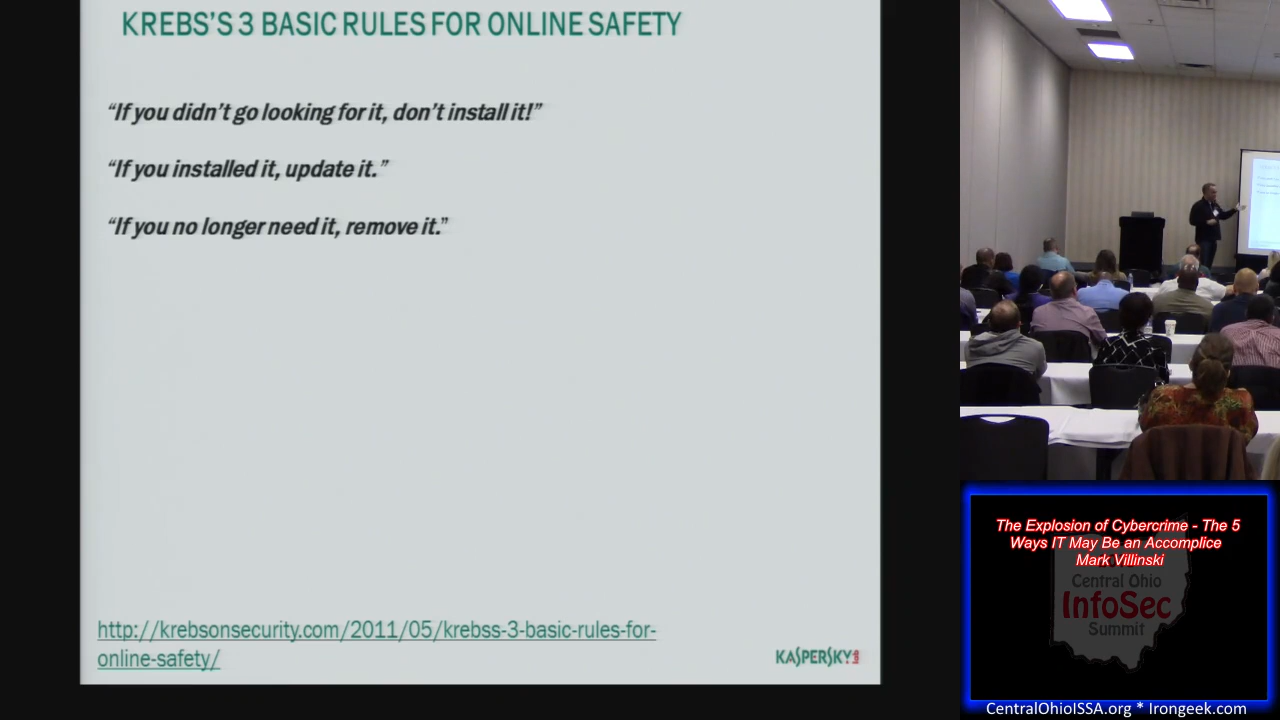 KREBS'S 3 BASIC RULES FOR ONLINE SAFETY
“If you didn’t go looking for it, don’t install it!”
“If you installed it, update it.”
“If you no longer need it, remove it.”
http://krebsonsecurity.com/2011/05/krebss-3-basic-rules-for-
online-safety/
KASPERSKY lab
The Explosion of Cybercrime - The 5
Ways IT May Be an Accomplice
Mark Villinski
Central Ohio
InfoSec
Summit
CentralOhioISSA.org * Irongeek.com